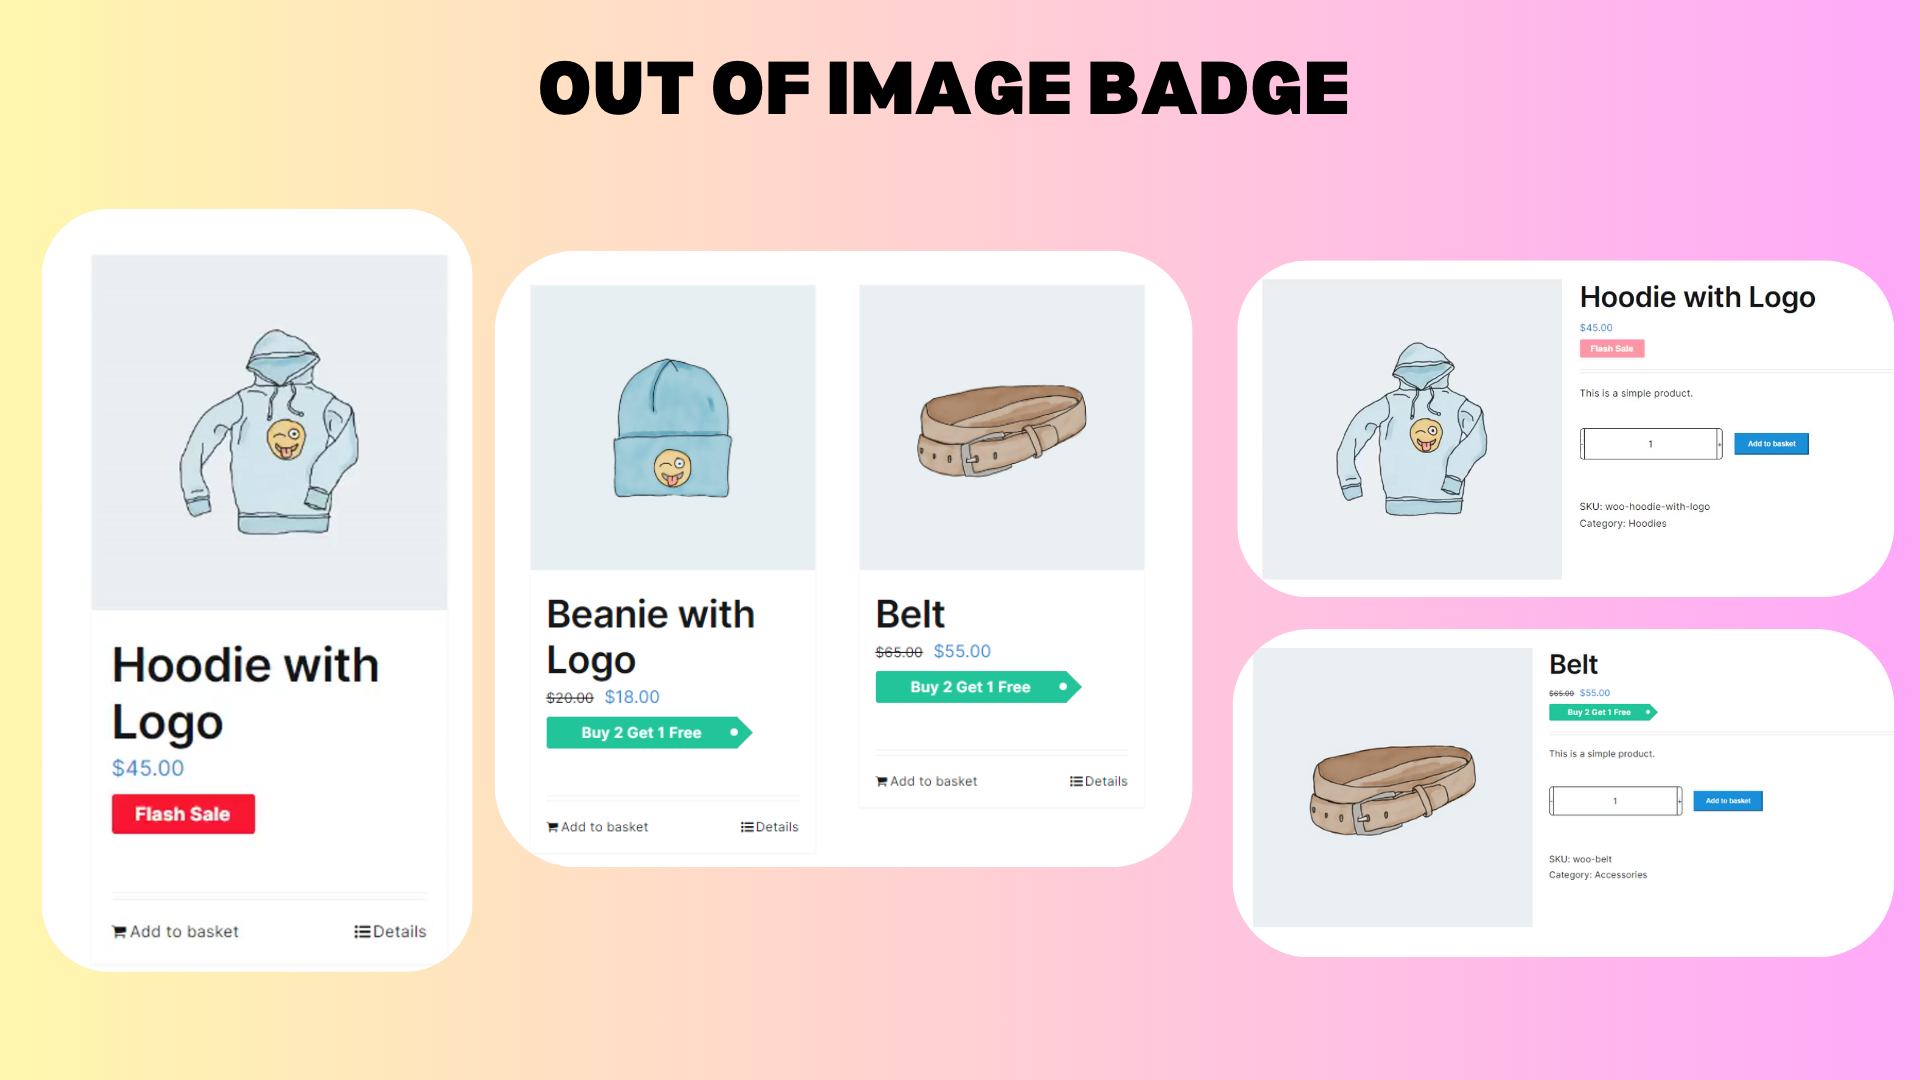 OUT OF IMAGE BADGE
Hoodie with
Logo
$45.00
Flash Sale
Add to basket
Details
Beanie with
Logo
$20.00 $18.00
Buy 2 Get 1 Free
Add to basket
Details
Belt
$65.00 $55.00
Buy 2 Get 1 Free
Add to basket
Details
Hoodie with Logo
$45.00
Flash Sale
This is a simple product.
1
Add to basket
SKU: woo-hoodie-with-logo
Category: Hoodies
Belt
$65.00 $55.00
Buy 2 Get 1 Free
This is a simple product.
1
Add to basket
SKU: woo-belt
Category: Accessories